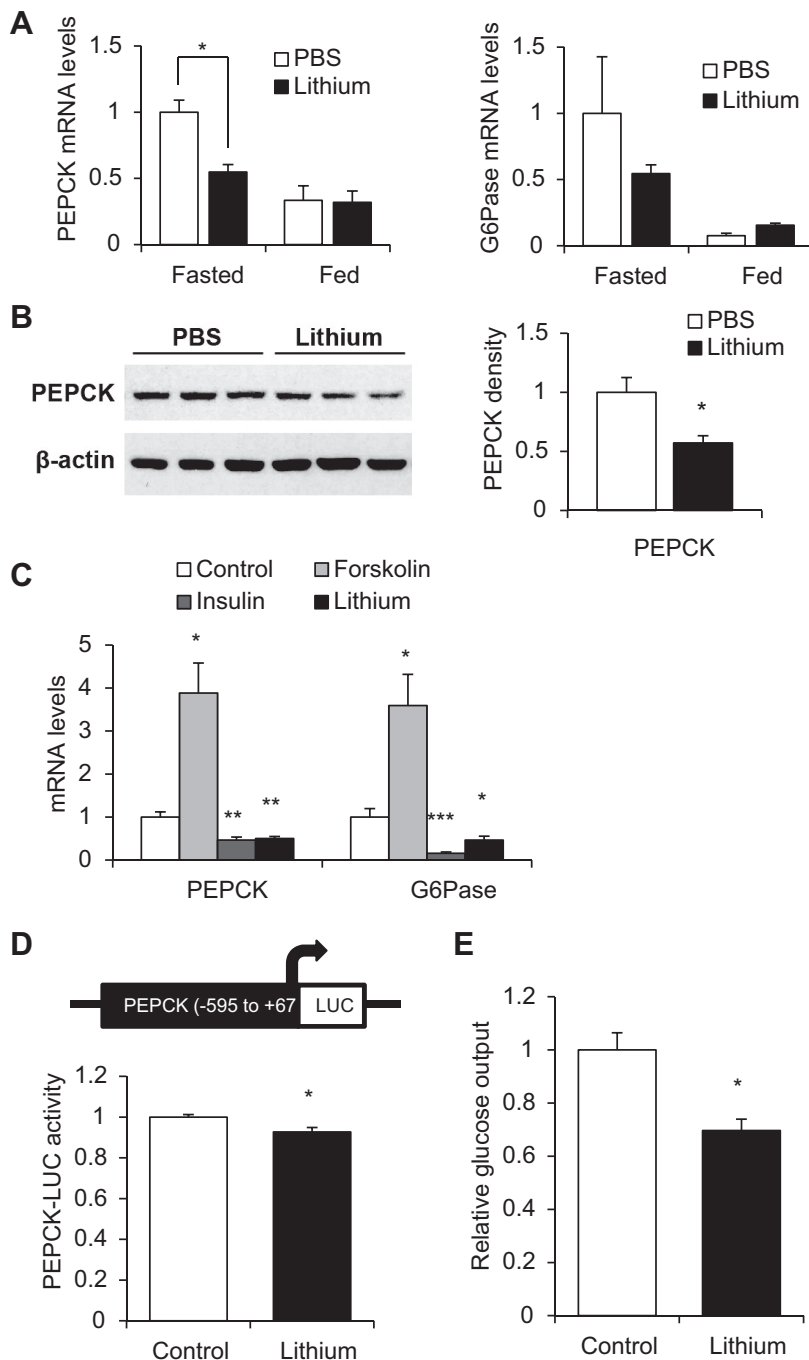 A
PEPCK mRNA levels
1.5
1
0.5
0
*
PBS
Lithium
Fasted
Fed
G6Pase mRNA levels
1.5
1
0.5
0
PBS
Lithium
Fasted
Fed
B
PBS
Lithium
PEPCK
β-actin
PEPCK density
1.5
1
0.5
0
PBS
Lithium
*
PEPCK
C
Control
Forskolin
Insulin
Lithium
mRNA levels
5
4
3
2
1
0
*
**
**
*
***
*
PEPCK
G6Pase
D
PEPCK (-595 to +67
LUC
PEPCK-LUC activity
1.2
1
0.8
0.6
0.4
0.2
0
*
Control
Lithium
E
Relative glucose output
1.2
1
0.8
0.6
0.4
0.2
0
*
Control
Lithium